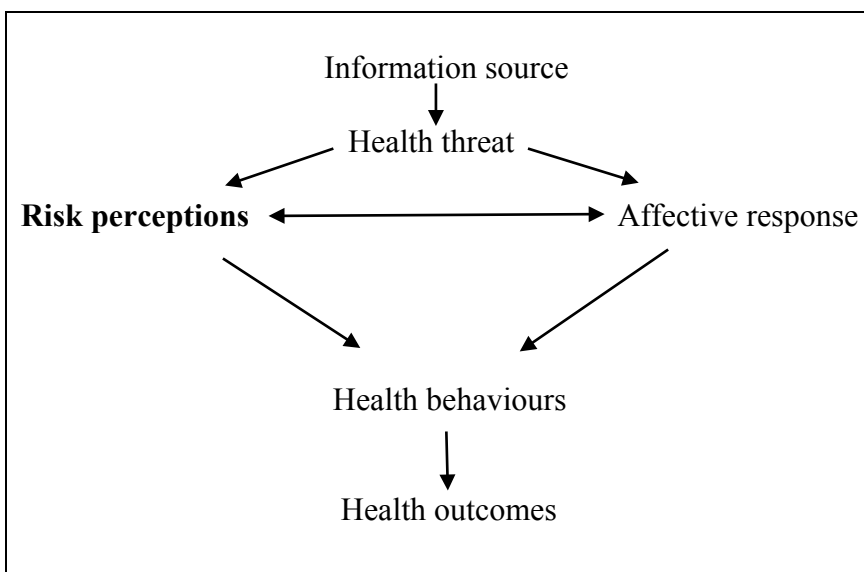 Information source
Health threat
Risk perceptions
Affective response
Health behaviours
Health outcomes